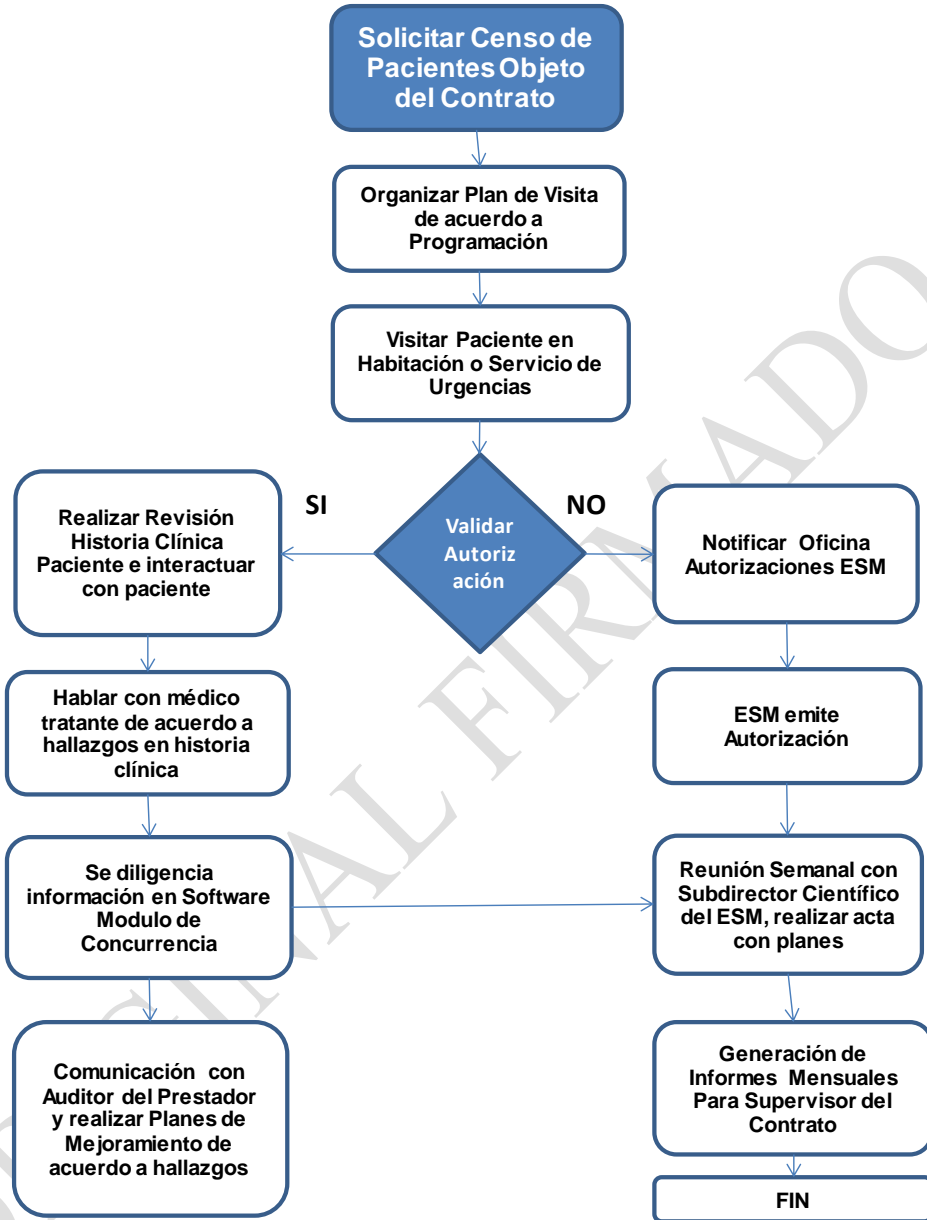 Solicitar Censo de
Pacientes Objeto
del Contrato
Organizar Plan de Visita
de acuerdo a
Programación
Visitar Paciente en
Habitación o Servicio de
Urgencias
Validar
Autoriz
ación
SI
NO
Realizar Revisión
Historia Clínica
Paciente e interactuar
con paciente
Notificar Oficina
Autorizaciones ESM
Hablar con médico
tratante de acuerdo a
hallazgos en historia
clínica
ESM emite
Autorización
Se diligencia
información en Software
Modulo de
Concurrencia
Reunión Semanal con
Subdirector Científico
del ESM, realizar acta
con planes
Comunicación con
Auditor del Prestador
y realizar Planes de
Mejoramiento de
acuerdo a hallazgos
Generación de
Informes Mensuales
Para Supervisor del
Contrato
FIN
ORIGINAL FIRMADO